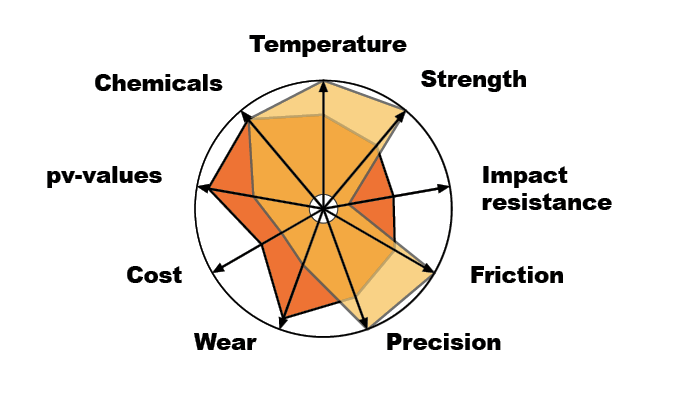 Temperature
Chemicals
Strength
pv-values
Impact
resistance
Cost
Friction
Wear
Precision